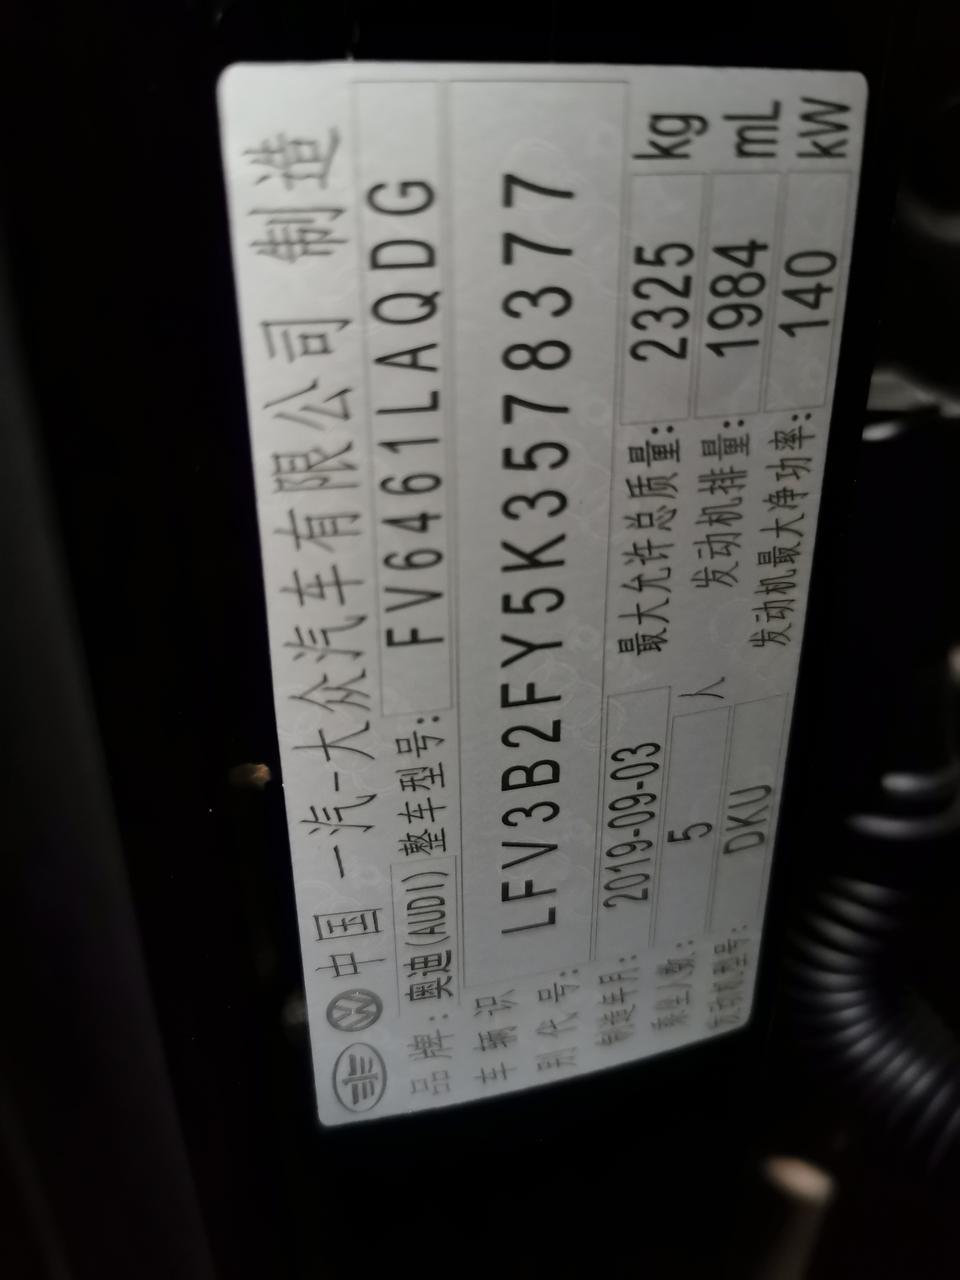 中国 一汽-大众汽车有限公司 制造
品牌: 奥迪(AUDI) 整车型号: FV6461LAQDG
车辆识别代号: LFV3B2FY5K3578377
制造年月: 2019-09-03 最大允许总质量: 2325 kg
乘坐人数: 5 人 发动机排量: 1984 mL
发动机型号: DKU 发动机最大净功率: 140 kW